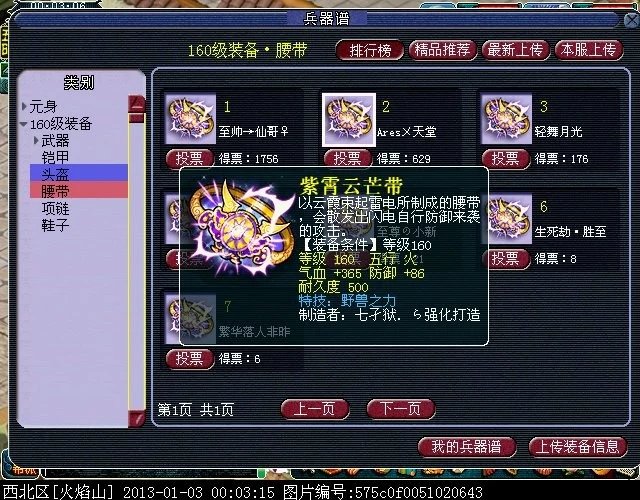 兵器谱
160级装备·腰带
排行榜
精品推荐
最新上传
本服上传
类别
元身
160级装备
武器
铠甲
头盔
腰带
项链
鞋子
1
至帅→仙哥♀
投票
得票：1756
2
Ares乂天堂
投票
得票：629
3
轻舞月光
投票
得票：176
紫霄云芒带
以云霞束起雷电所制成的腰带
，会散发出闪电自行防御来袭
的攻击。
【装备条件】等级160
等级 160 五行 火
气血 +365 防御 +86
耐久度 500
特技：野兽之力
制造者：七孑狱．ら强化打造
至尊の小新
6
生死劫·胜至
投票
得票：8
7
繁华落人非昨
投票
得票：6
第1页 共1页
上一页
下一页
我的兵器谱
上传装备信息
西北区[火焰山] 2013-01-03 00:03:15 图片编号:575c0f0051020643